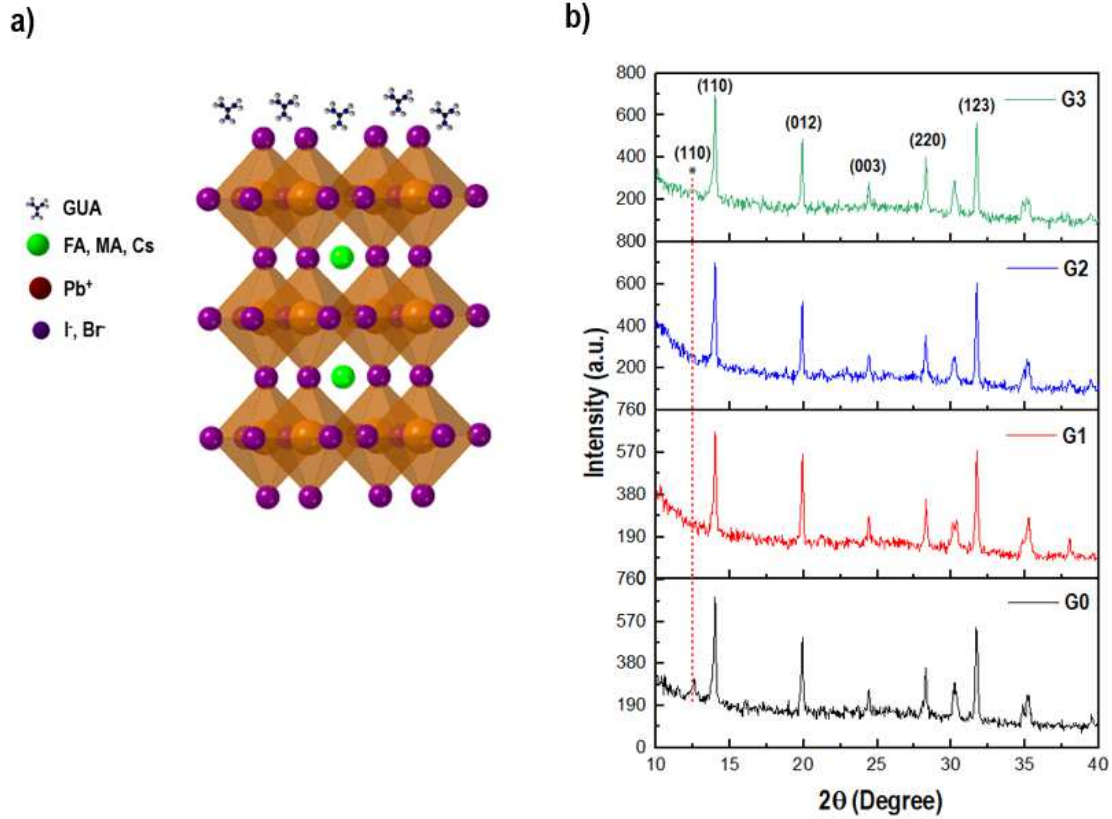 a)
GUA
FA, MA, Cs
Pb⁺
I⁻, Br⁻
b)
Intensity (a.u.)
800
600
400
200
800
600
400
200
760
570
380
190
0
760
570
380
190
0
G3
(110)
(110)
(012)
(003)
(220)
(123)
*
G2
G1
G0
10 15 20 25 30 35 40
2θ (Degree)